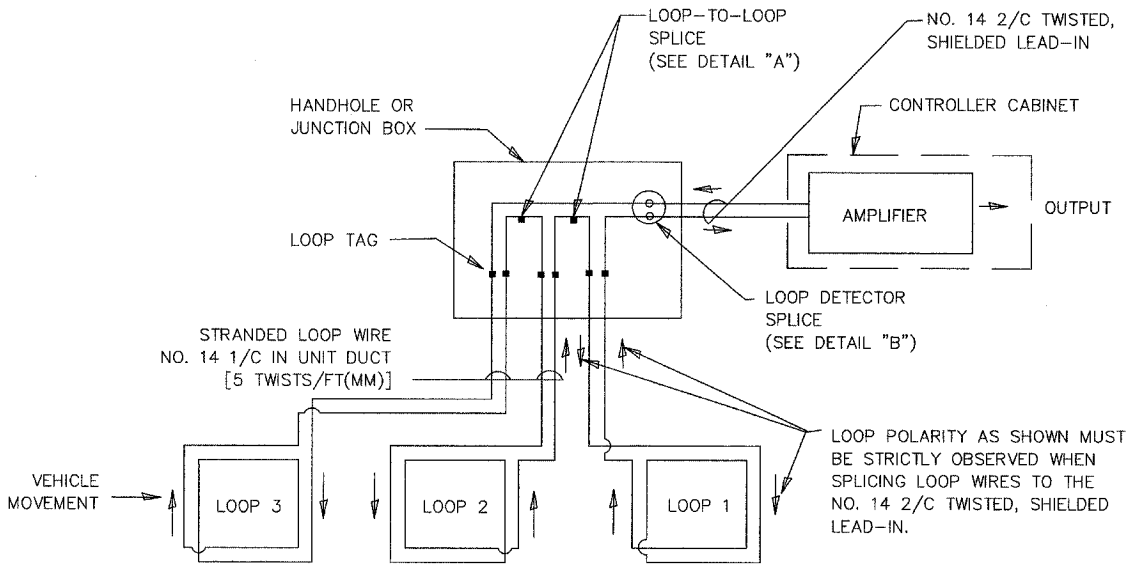 LOOP-TO-LOOP
SPLICE
(SEE DETAIL "A")
NO. 14 2/C TWISTED,
SHIELDED LEAD-IN
HANDHOLE OR
JUNCTION BOX
CONTROLLER CABINET
AMPLIFIER
OUTPUT
LOOP TAG
LOOP DETECTOR
SPLICE
(SEE DETAIL "B")
STRANDED LOOP WIRE
NO. 14 1/C IN UNIT DUCT
[5 TWISTS/FT(MM)]
LOOP POLARITY AS SHOWN MUST
BE STRICTLY OBSERVED WHEN
SPLICING LOOP WIRES TO THE
NO. 14 2/C TWISTED, SHIELDED
LEAD-IN.
VEHICLE
MOVEMENT
LOOP 3
LOOP 2
LOOP 1